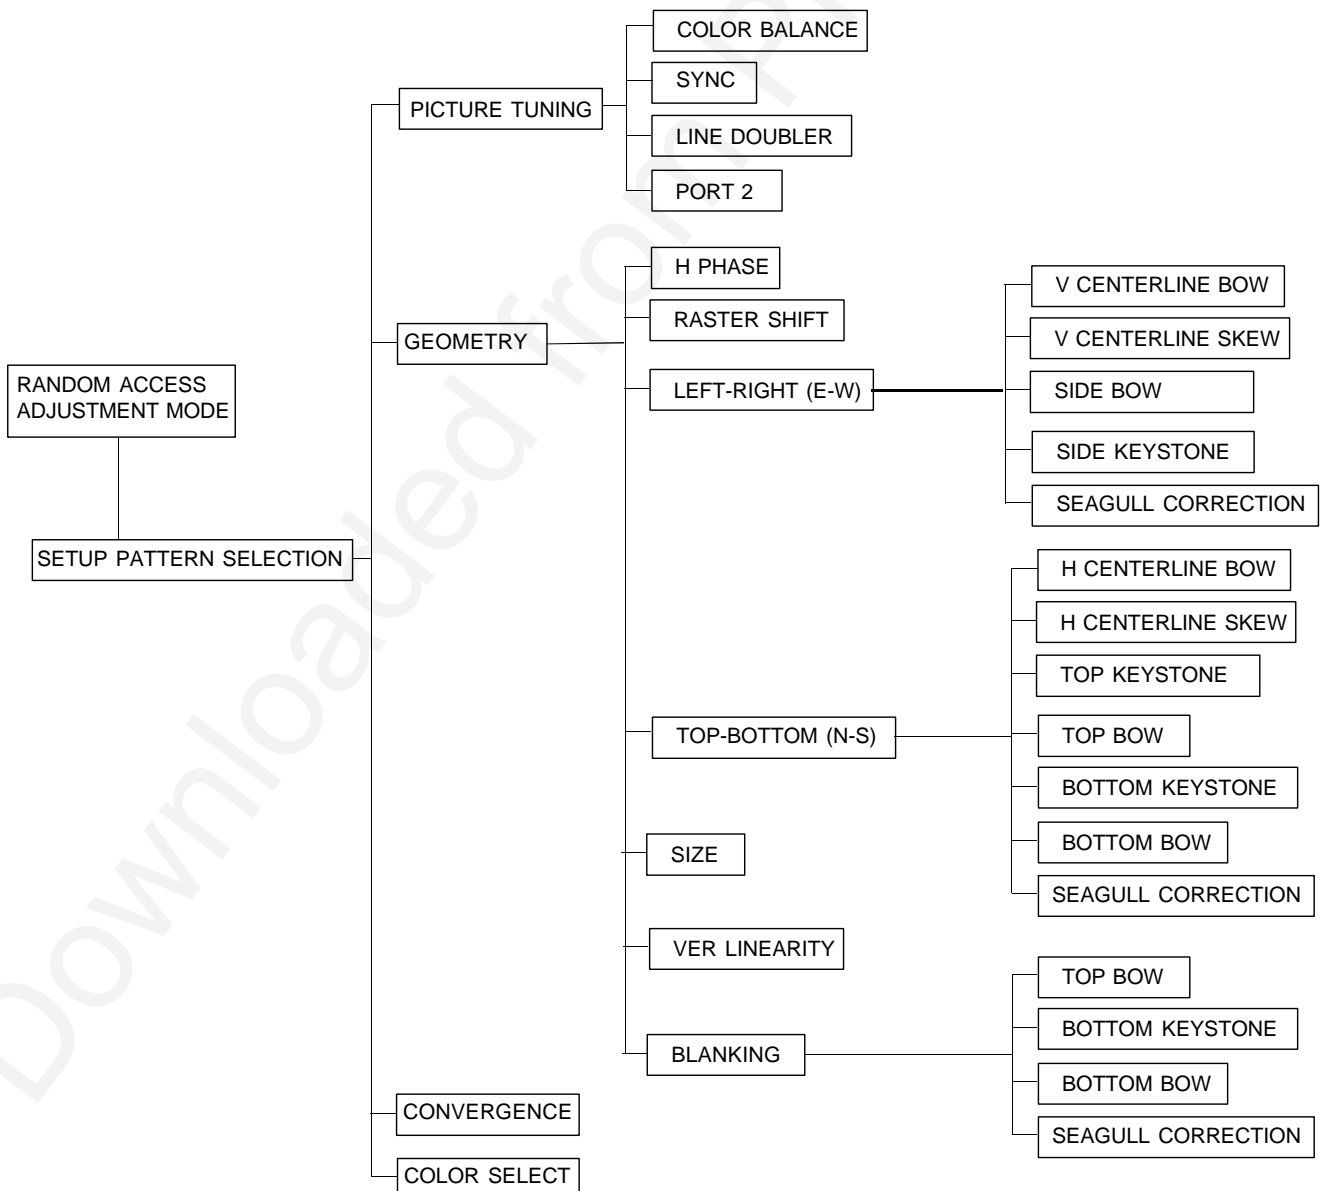 RANDOM ACCESS
ADJUSTMENT MODE
SETUP PATTERN SELECTION
PICTURE TUNING
COLOR BALANCE
SYNC
LINE DOUBLER
PORT 2
GEOMETRY
H PHASE
RASTER SHIFT
LEFT-RIGHT (E-W)
V CENTERLINE BOW
V CENTERLINE SKEW
SIDE BOW
SIDE KEYSTONE
SEAGULL CORRECTION
TOP-BOTTOM (N-S)
H CENTERLINE BOW
H CENTERLINE SKEW
TOP KEYSTONE
TOP BOW
BOTTOM KEYSTONE
BOTTOM BOW
SEAGULL CORRECTION
SIZE
VER LINEARITY
BLANKING
TOP BOW
BOTTOM KEYSTONE
BOTTOM BOW
SEAGULL CORRECTION
CONVERGENCE
COLOR SELECT
Downloaded from